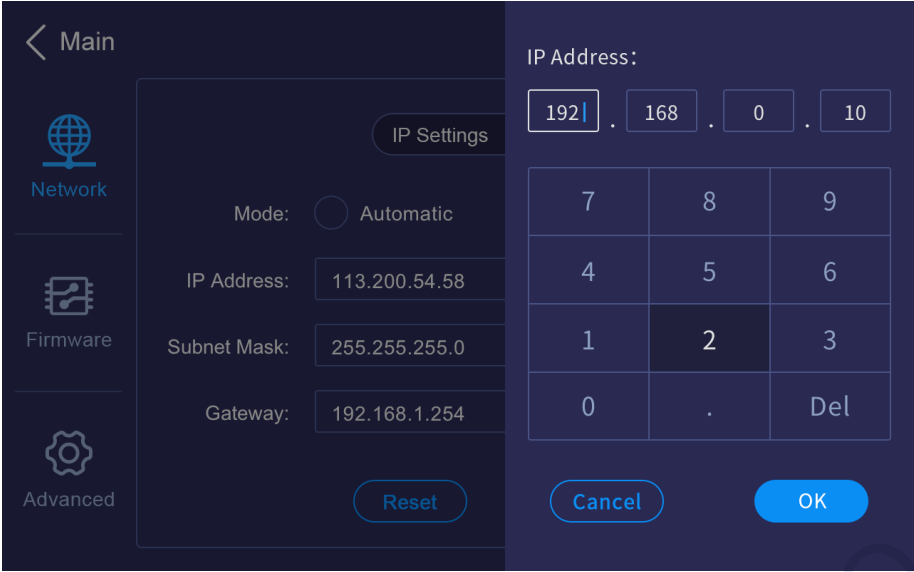 Main
Network
Firmware
Advanced
IP Settings
Mode: Automatic
IP Address: 113.200.54.58
Subnet Mask: 255.255.255.0
Gateway: 192.168.1.254
Reset
IP Address:
192 . 168 . 0 . 10
7 8 9
4 5 6
1 2 3
0 . Del
Cancel OK